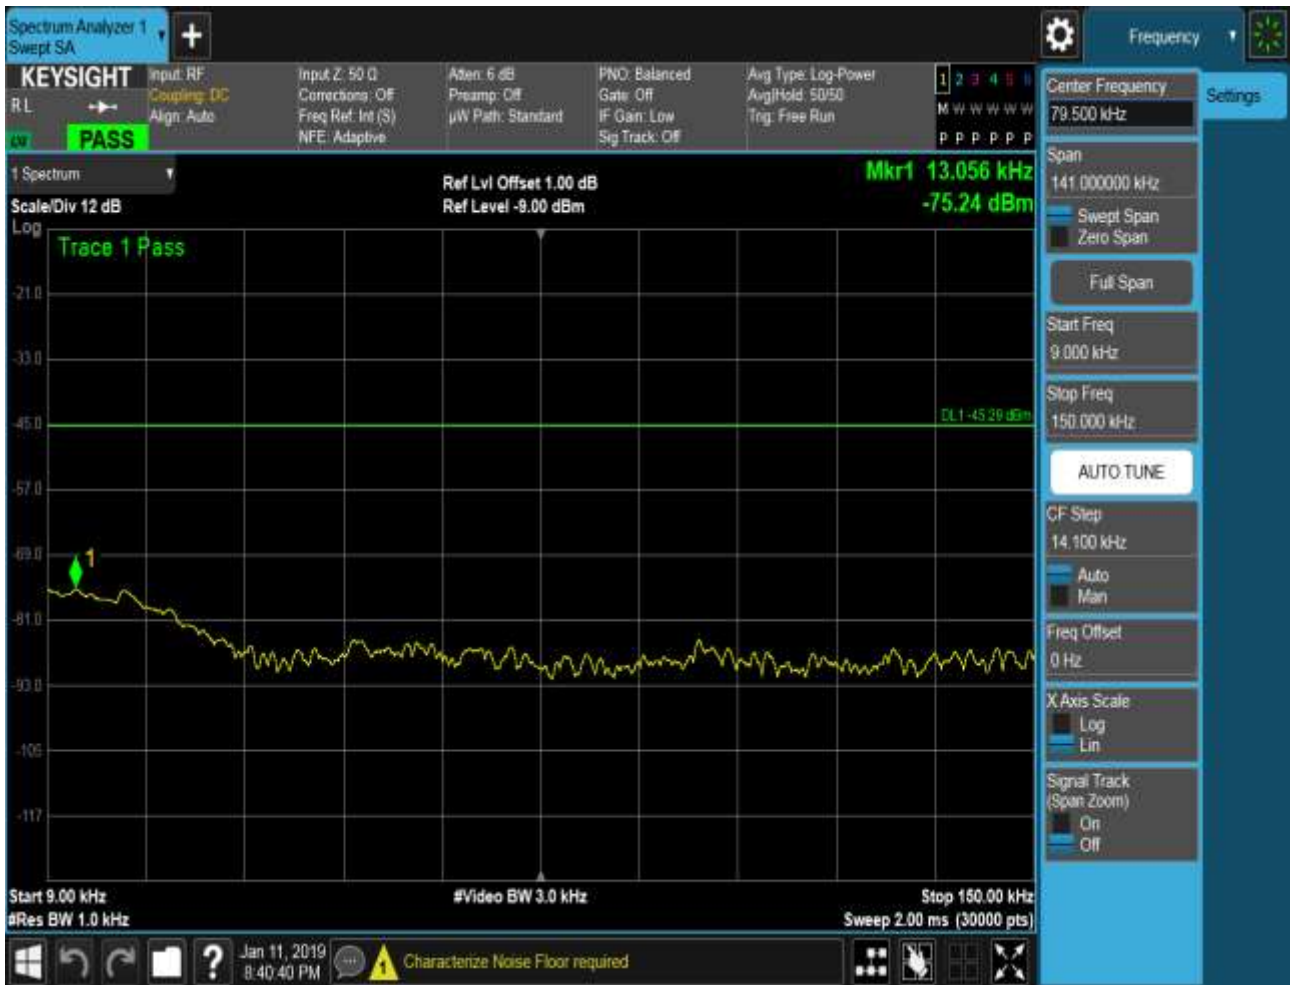 Spectrum Analyzer 1
Swept SA
Frequency
KEYSIGHT
R L
PASS
Input: RF
Coupling: DC
Align: Auto
Input Z: 50 Ω
Corrections: Off
Freq Ref: Int (S)
NFE: Adaptive
Atten: 6 dB
Preamp: Off
µW Path: Standard
PNO: Balanced
Gate: Off
IF Gain: Low
Sig Track: Off
Avg Type: Log-Power
Avg|Hold: 50/50
Trig: Free Run
1 2 3 4 5 6
M W W W W W
P P P P P P
1 Spectrum
Scale/Div 12 dB
Ref Lvl Offset 1.00 dB
Ref Level -9.00 dBm
Mkr1 13.056 kHz
-75.24 dBm
Log
Trace 1 Pass
-21.0
-33.0
-45.0
DL1 -45.29 dBm
-57.0
-69.0
1
-81.0
-93.0
-105
-117
Start 9.00 kHz
#Video BW 3.0 kHz
Stop 150.00 kHz
#Res BW 1.0 kHz
Sweep 2.00 ms (30000 pts)
Jan 11, 2019
8:40:40 PM
Characterize Noise Floor required
Settings
Center Frequency
79.500 kHz
Span
141.000000 kHz
Swept Span
Zero Span
Full Span
Start Freq
9.000 kHz
Stop Freq
150.000 kHz
AUTO TUNE
CF Step
14.100 kHz
Auto
Man
Freq Offset
0 Hz
X Axis Scale
Log
Lin
Signal Track
(Span Zoom)
On
Off